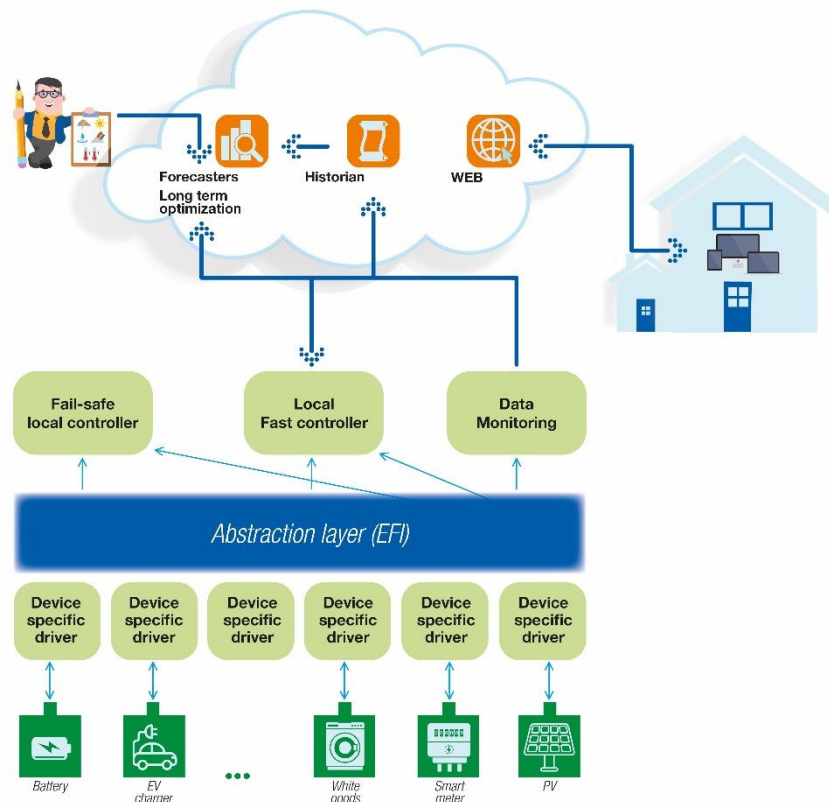 Forecasters
Long term
optimization
Historian
WEB
Fail-safe
local controller
Local
Fast controller
Data
Monitoring
Abstraction layer (EFI)
Device
specific
driver
Device
specific
driver
Device
specific
driver
Device
specific
driver
Device
specific
driver
Device
specific
driver
Battery
EV
charger
...
White
goods
Smart
meter
PV